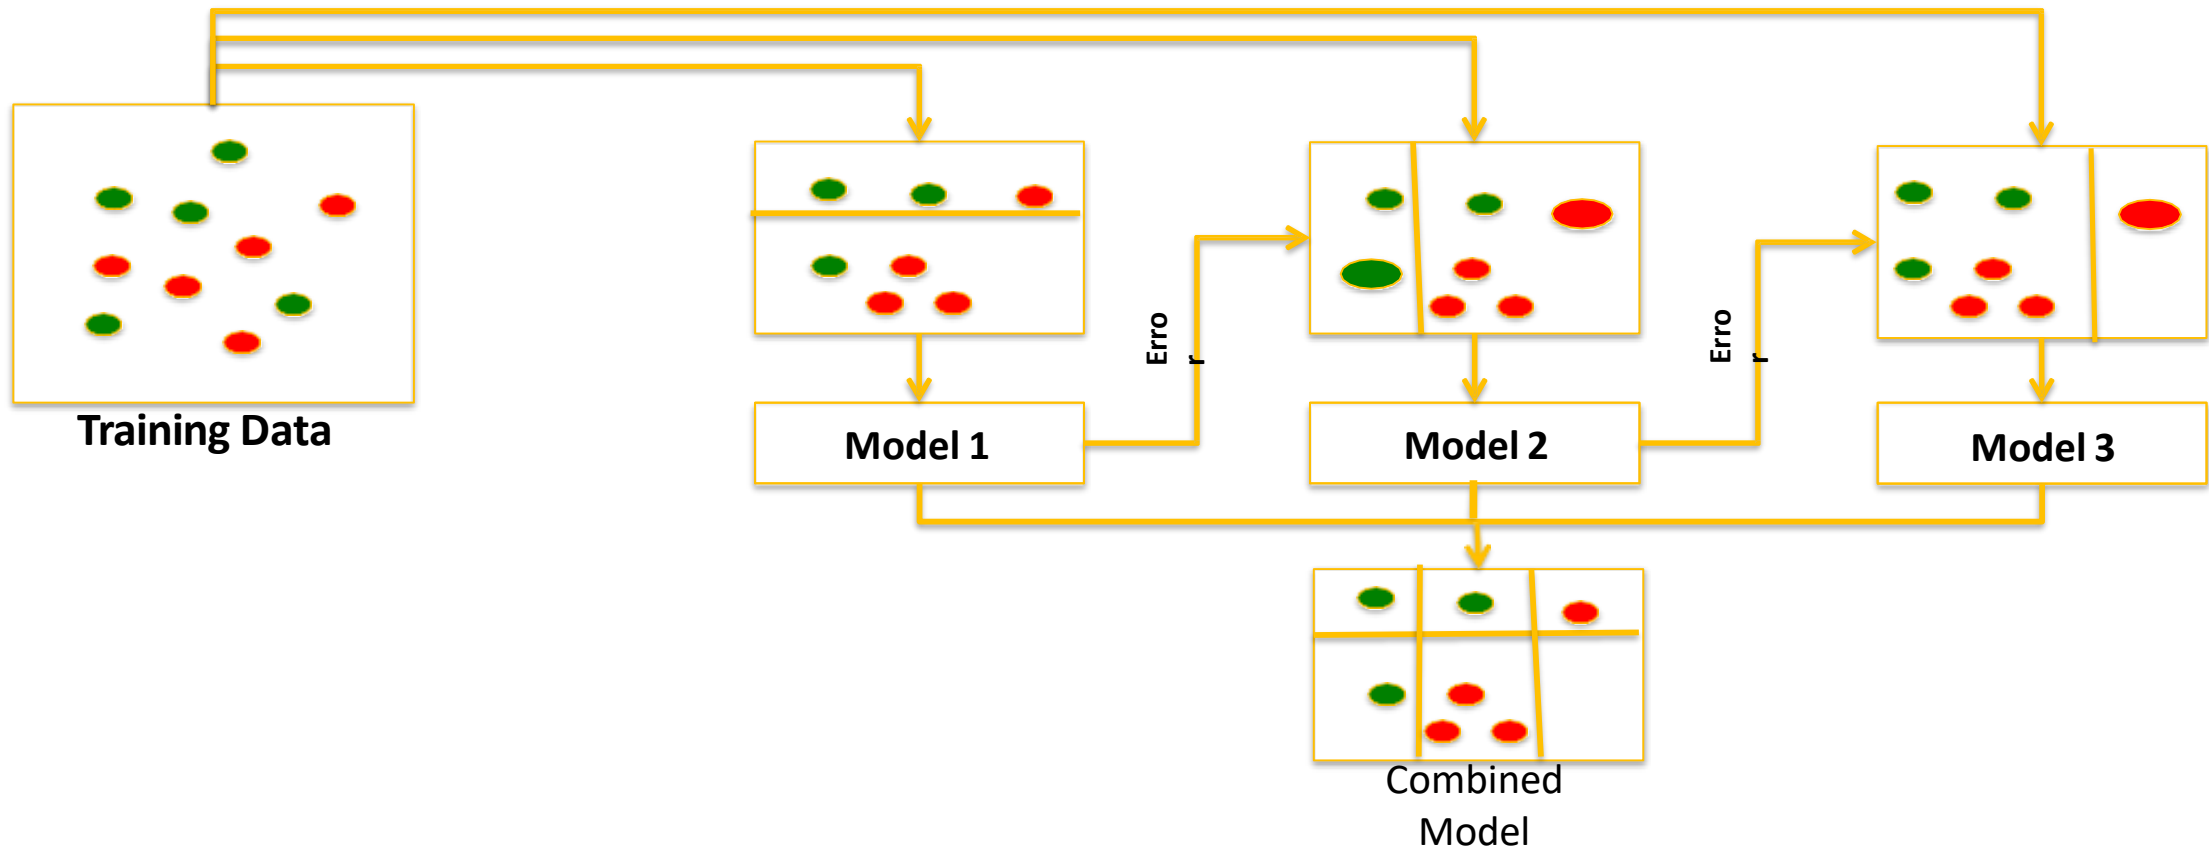 Training Data
Model 1
Erro
r
Model 2
Erro
r
Model 3
Combined
Model